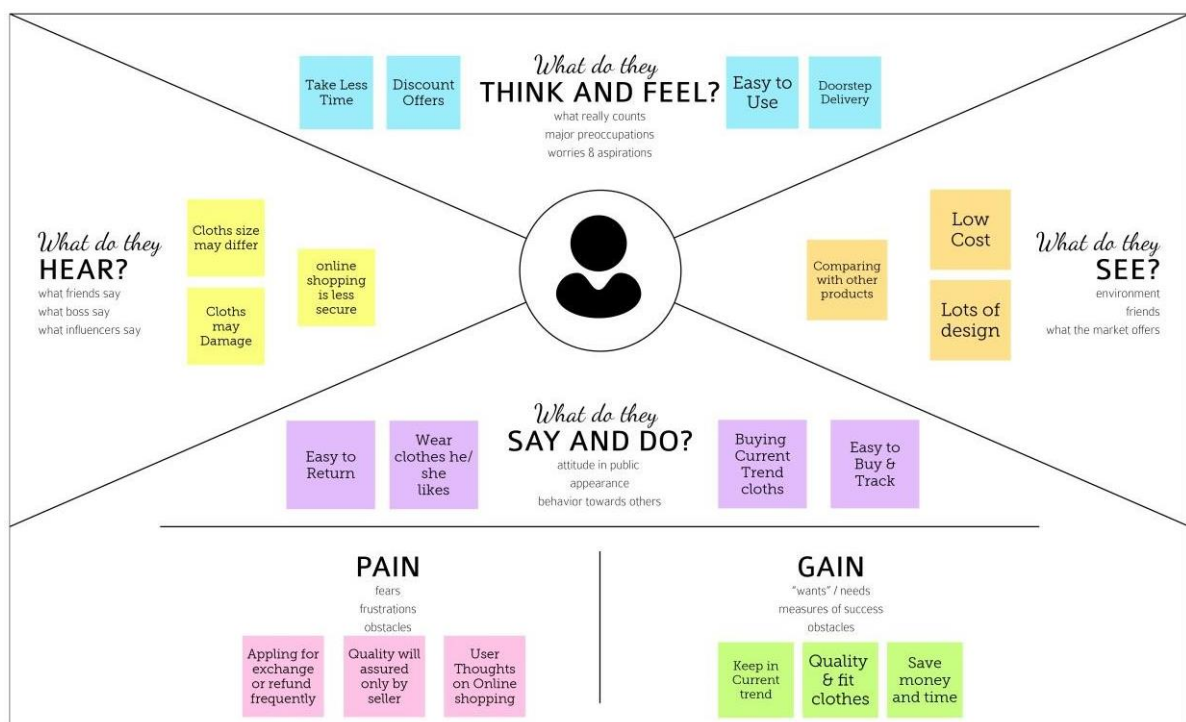 Take Less
Time
Discount
Offers
What do they
THINK AND FEEL?
what really counts
major preoccupations
worries & aspirations
Easy to
Use
Doorstep
Delivery
What do they
HEAR?
what friends say
what boss say
what influencers say
Cloths size
may differ
Cloths
may
Damage
online
shopping
is less
secure
Comparing
with other
products
Low
Cost
Lots of
design
What do they
SEE?
environment
friends
what the market offers
Easy to
Return
Wear
clothes he/
she
likes
What do they
SAY AND DO?
attitude in public
appearance
behavior towards others
Buying
Current
Trend
cloths
Easy to
Buy &
Track
PAIN
fears
frustrations
obstacles
Appling for
exchange
or refund
frequently
Quality will
assured
only by
seller
User
Thoughts
on Online
shopping
GAIN
"wants" / needs
measures of success
obstacles
Keep in
Current
trend
Quality
& fit
clothes
Save
money
and time